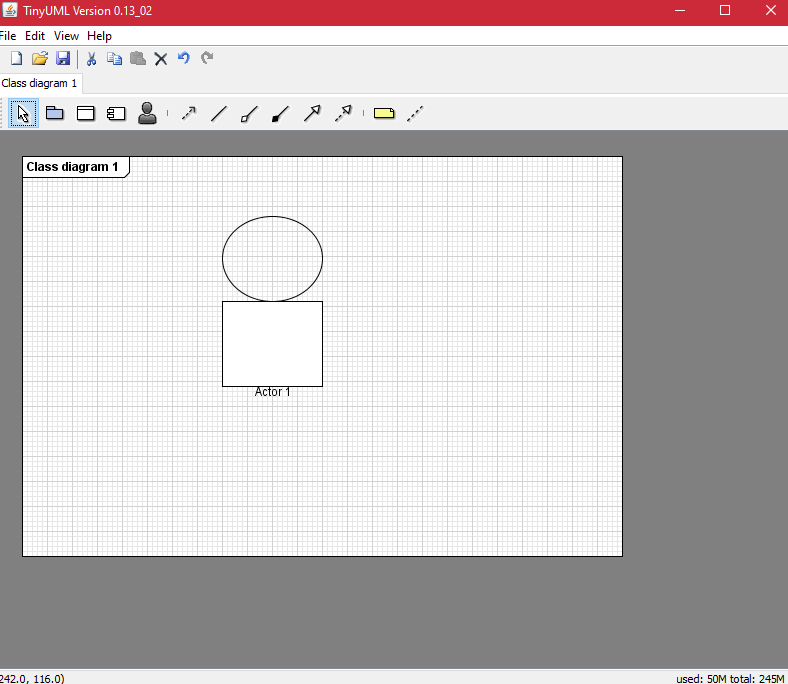 TinyUML Version 0.13_02
File Edit View Help
Class diagram 1
Class diagram 1
Actor 1
242.0, 116.0)
used: 50M total: 245M